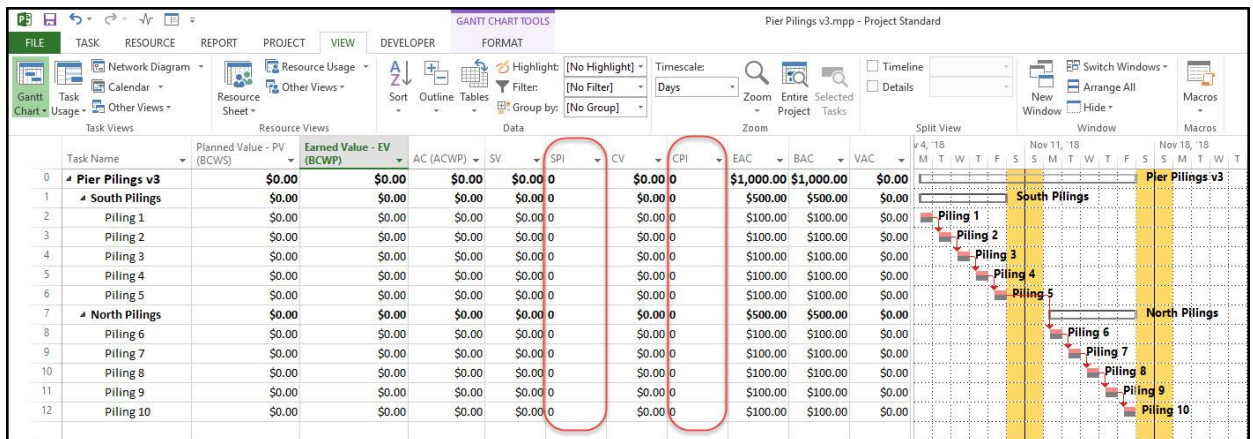 GANTT CHART TOOLS Pier Pilings v3.mpp - Project Standard
FILE TASK RESOURCE REPORT PROJECT VIEW DEVELOPER FORMAT
Network Diagram Resource Usage Highlight: [No Highlight] Timescale: Timeline Switch Windows
Calendar Other Views Filter: [No Filter] Days Details Arrange All
Gantt Chart Task Usage Other Views Resource Sheet Sort Outline Tables Group by: [No Group] Zoom Entire Project Selected Tasks New Window Hide Macros
Task Views Resource Views Data Zoom Split View Window Macros
Task Name Planned Value - PV (BCWS) Earned Value - EV (BCWP) AC (ACWP) SV SPI CV CPI EAC BAC VAC v 4, '18 Nov 11, '18 Nov 18, '18
M T W T F S S M T W T F S S M T W T
0 Pier Pilings v3 $0.00 $0.00 $0.00 $0.00 0 $0.00 0 $1,000.00 $1,000.00 $0.00 Pier Pilings v3
1 South Pilings $0.00 $0.00 $0.00 $0.00 0 $0.00 0 $500.00 $500.00 $0.00 South Pilings
2 Piling 1 $0.00 $0.00 $0.00 $0.00 0 $0.00 0 $100.00 $100.00 $0.00 Piling 1
3 Piling 2 $0.00 $0.00 $0.00 $0.00 0 $0.00 0 $100.00 $100.00 $0.00 Piling 2
4 Piling 3 $0.00 $0.00 $0.00 $0.00 0 $0.00 0 $100.00 $100.00 $0.00 Piling 3
5 Piling 4 $0.00 $0.00 $0.00 $0.00 0 $0.00 0 $100.00 $100.00 $0.00 Piling 4
6 Piling 5 $0.00 $0.00 $0.00 $0.00 0 $0.00 0 $100.00 $100.00 $0.00 Piling 5
7 North Pilings $0.00 $0.00 $0.00 $0.00 0 $0.00 0 $500.00 $500.00 $0.00 North Pilings
8 Piling 6 $0.00 $0.00 $0.00 $0.00 0 $0.00 0 $100.00 $100.00 $0.00 Piling 6
9 Piling 7 $0.00 $0.00 $0.00 $0.00 0 $0.00 0 $100.00 $100.00 $0.00 Piling 7
10 Piling 8 $0.00 $0.00 $0.00 $0.00 0 $0.00 0 $100.00 $100.00 $0.00 Piling 8
11 Piling 9 $0.00 $0.00 $0.00 $0.00 0 $0.00 0 $100.00 $100.00 $0.00 Piling 9
12 Piling 10 $0.00 $0.00 $0.00 $0.00 0 $0.00 0 $100.00 $100.00 $0.00 Piling 10